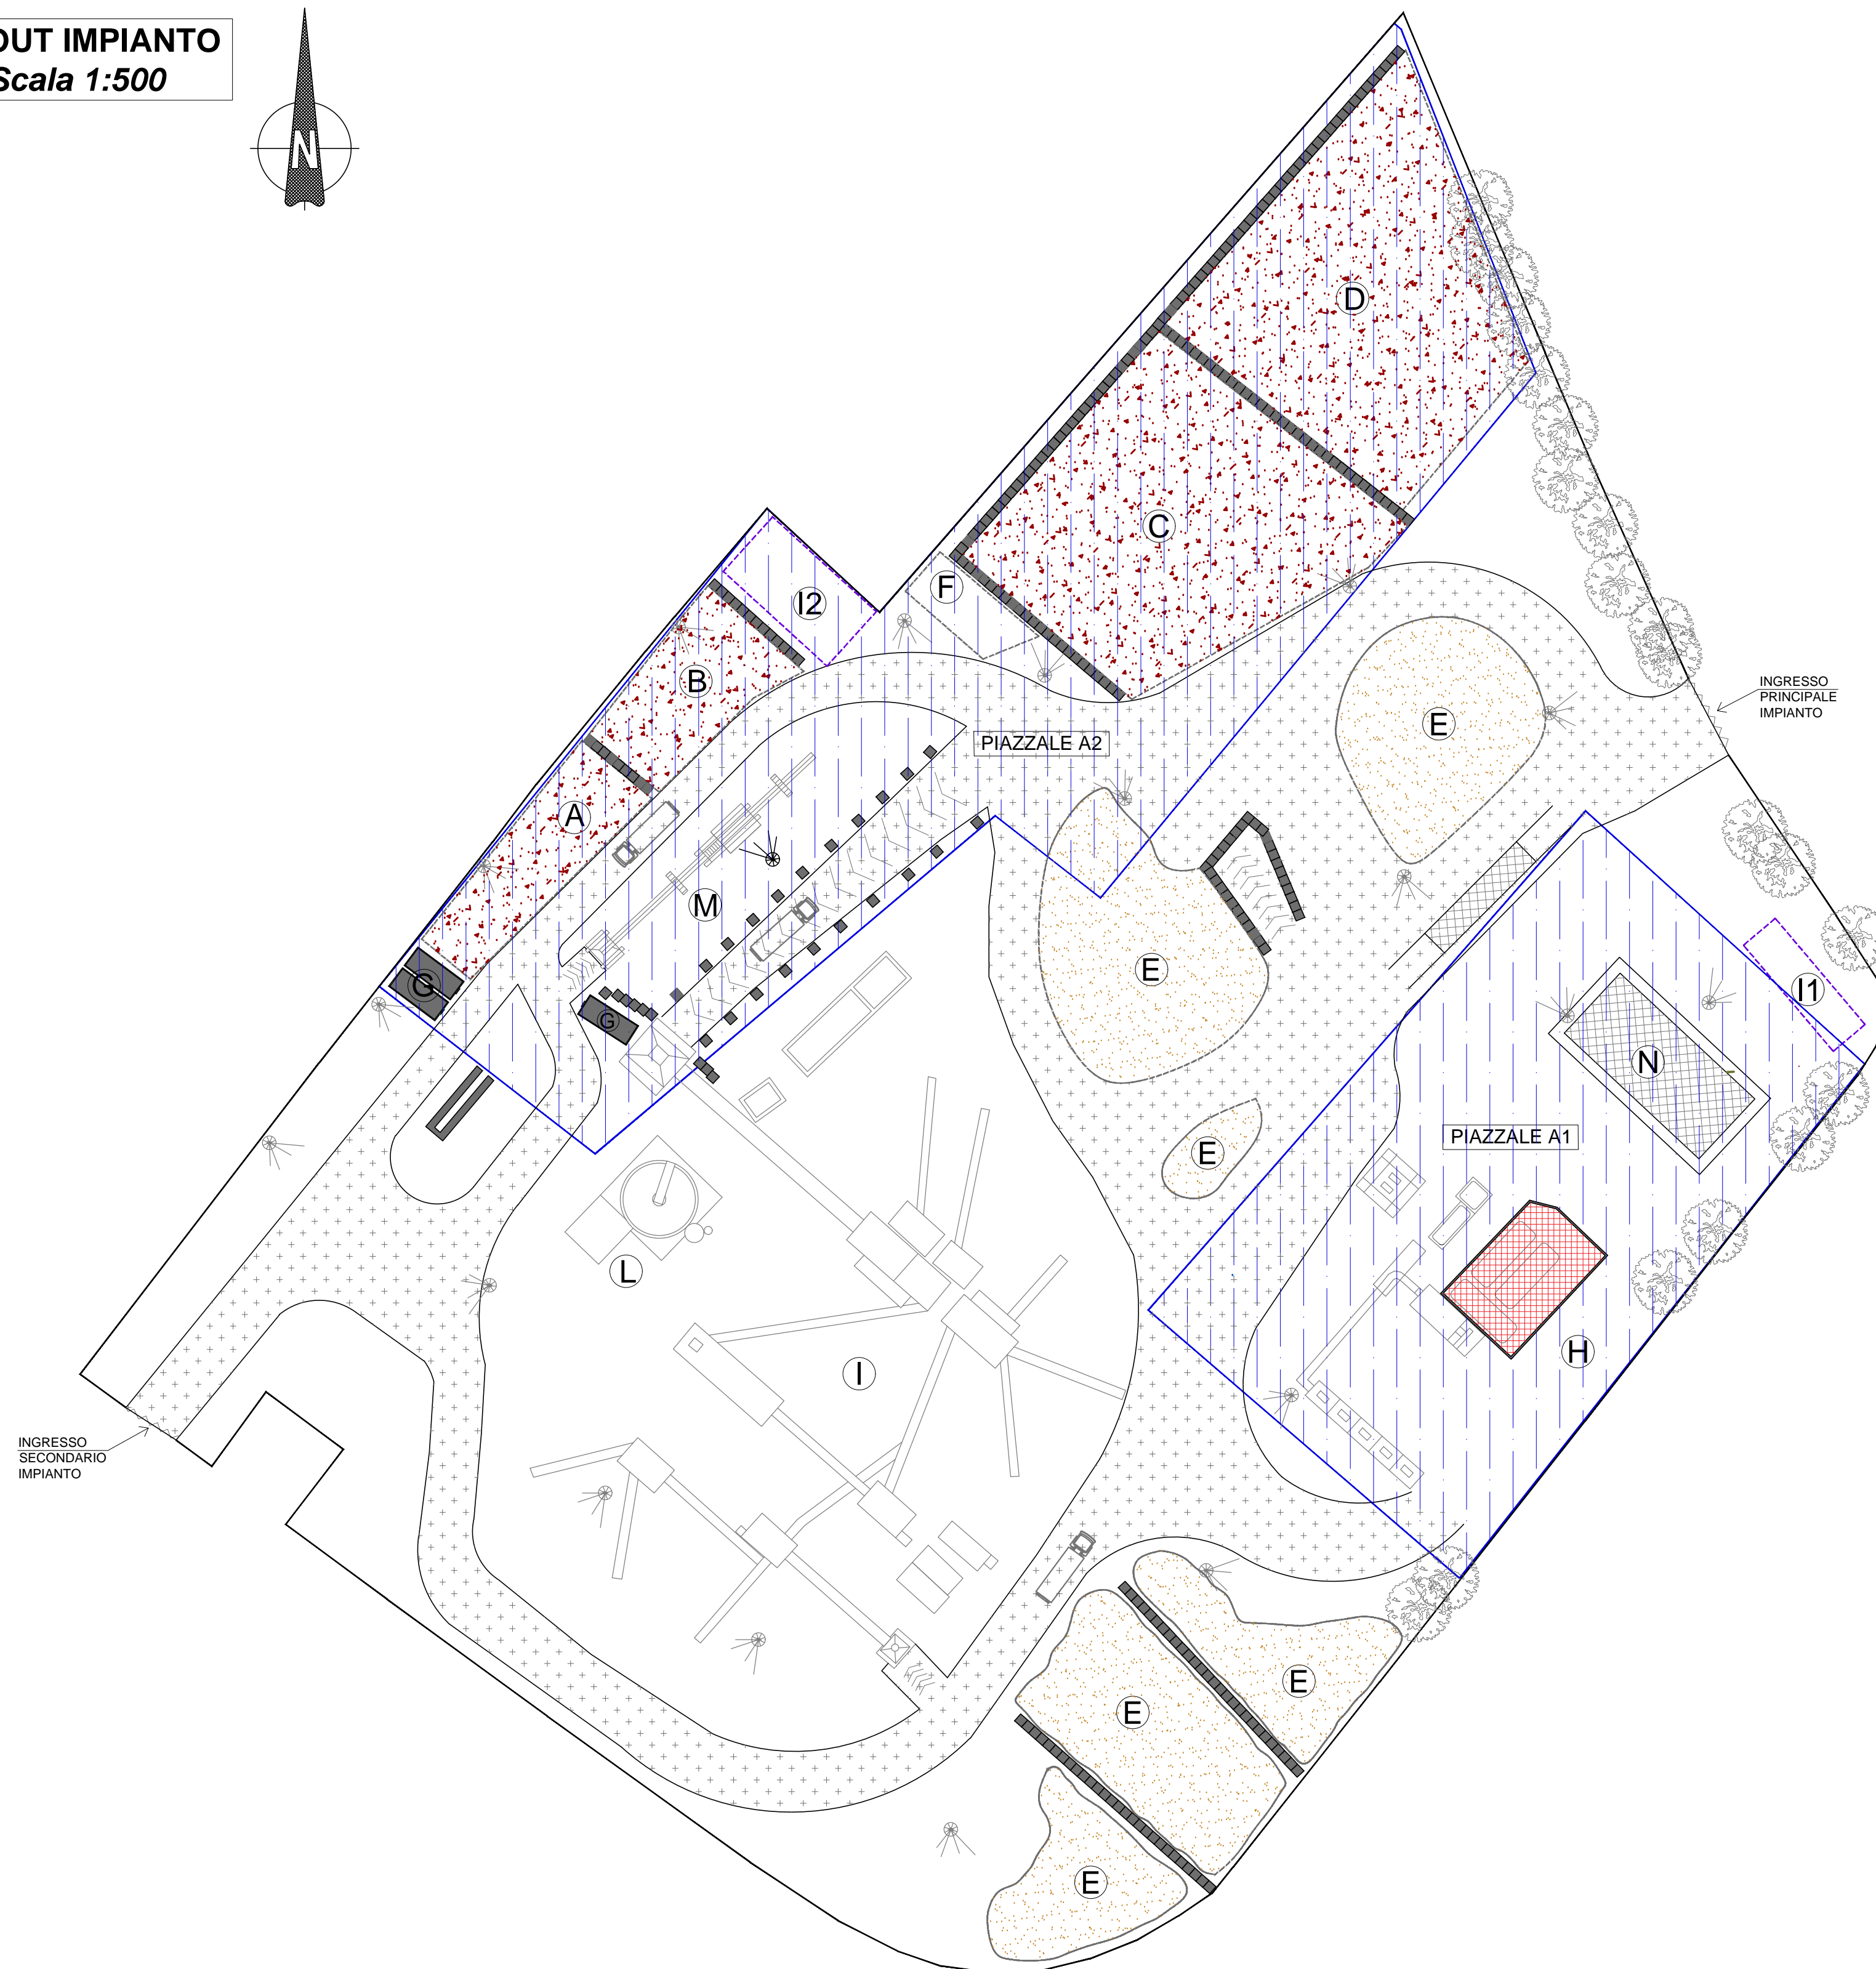 OUT IMPIANTO
Scala 1:500
N
D
C
I2
F
B
INGRESSO
PRINCIPALE
IMPIANTO
E
PIAZZALE A2
A
M
E
G
I1
G
N
PIAZZALE A1
E
L
H
I
INGRESSO
SECONDARIO
IMPIANTO
E
E
E